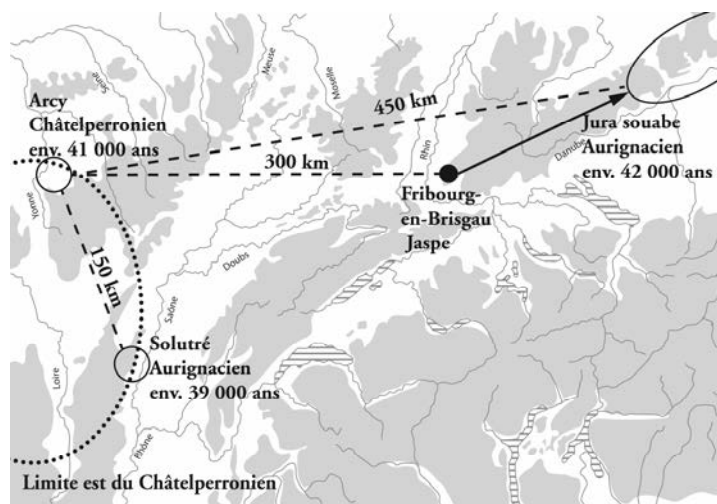 Seine
Meuse
Moselle
Arcy
Châtelperronien
env. 41 000 ans
450 km
Jura souabe
Aurignacien
env. 42 000 ans
Danube
Rhin
300 km
Fribourg-
en-Brisgau
Jaspe
Yonne
150 km
Doubs
Saône
Solutré
Aurignacien
env. 39 000 ans
Loire
Rhône
Limite est du Châtelperronien